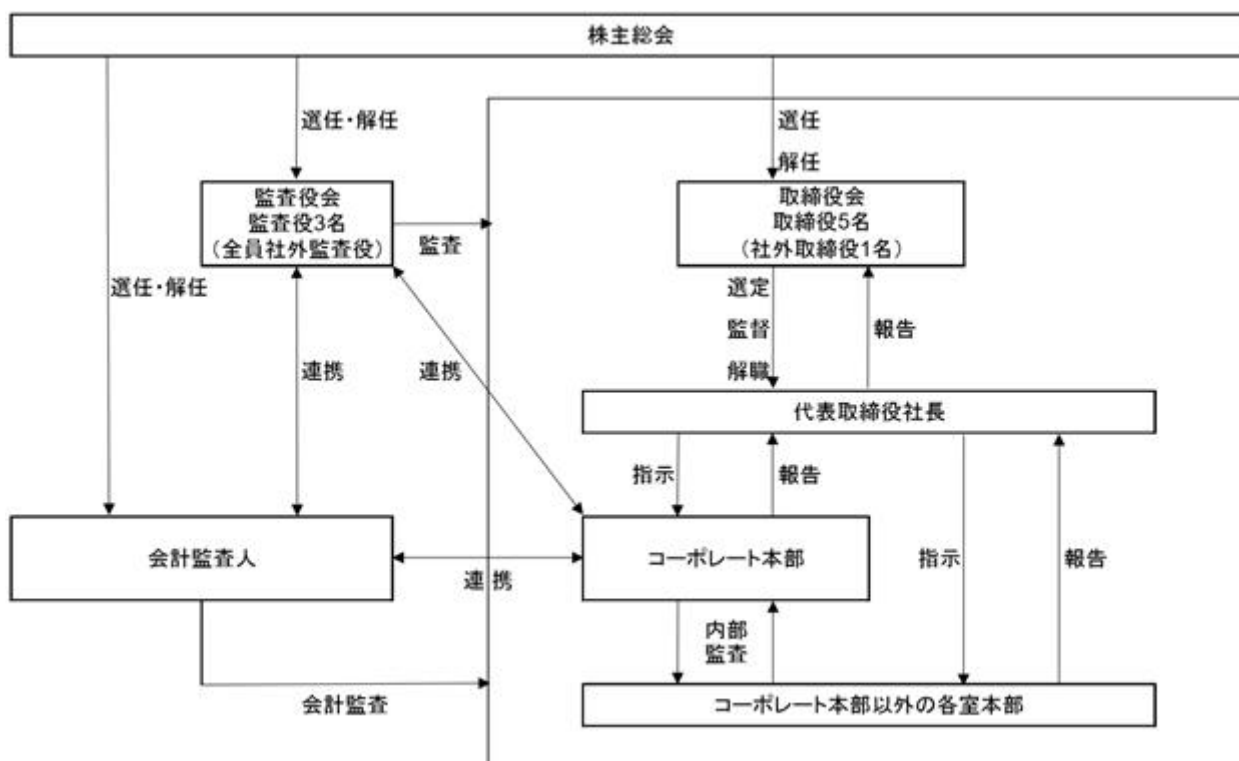 株主総会
選任・解任
選任
解任
監査役会
監査役3名
(全員社外監査役)
監査
取締役会
取締役5名
(社外取締役1名)
選任・解任
選定
監督
解職
報告
連携
連携
代表取締役社長
指示
報告
会計監査人
連携
コーポレート本部
指示
報告
内部
監査
会計監査
コーポレート本部以外の各室本部